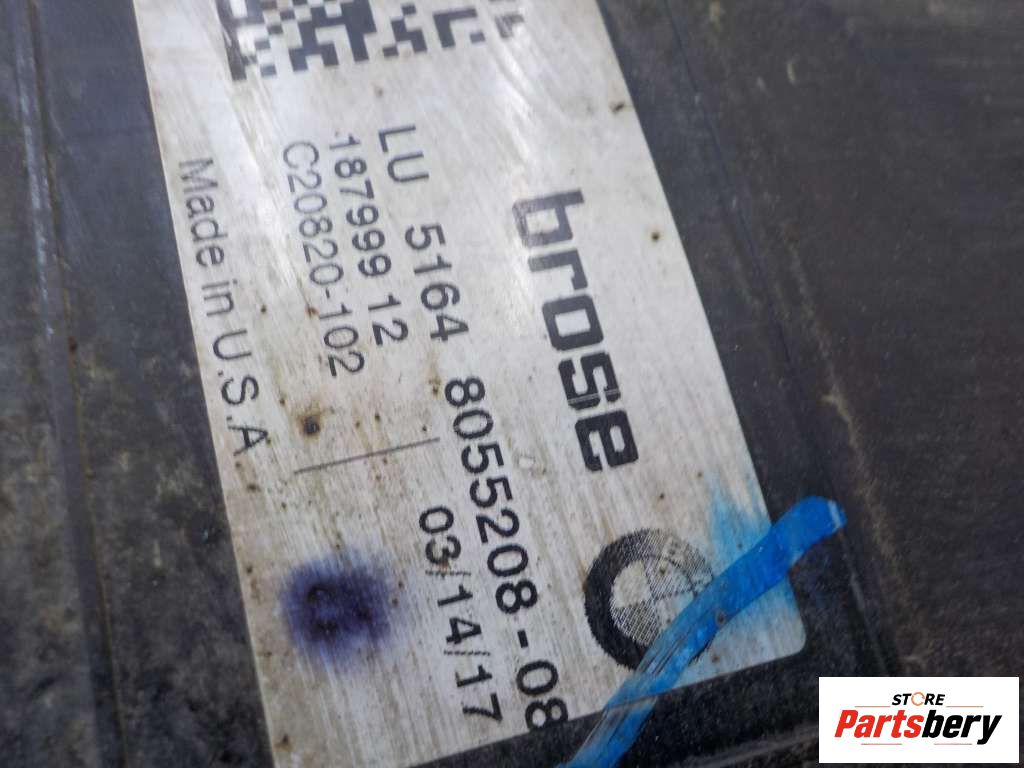 brose
LU 5164 8055208-08
187999 12 03/14/17
C20820-102
Made in U.S.A
STORE
Partsbery